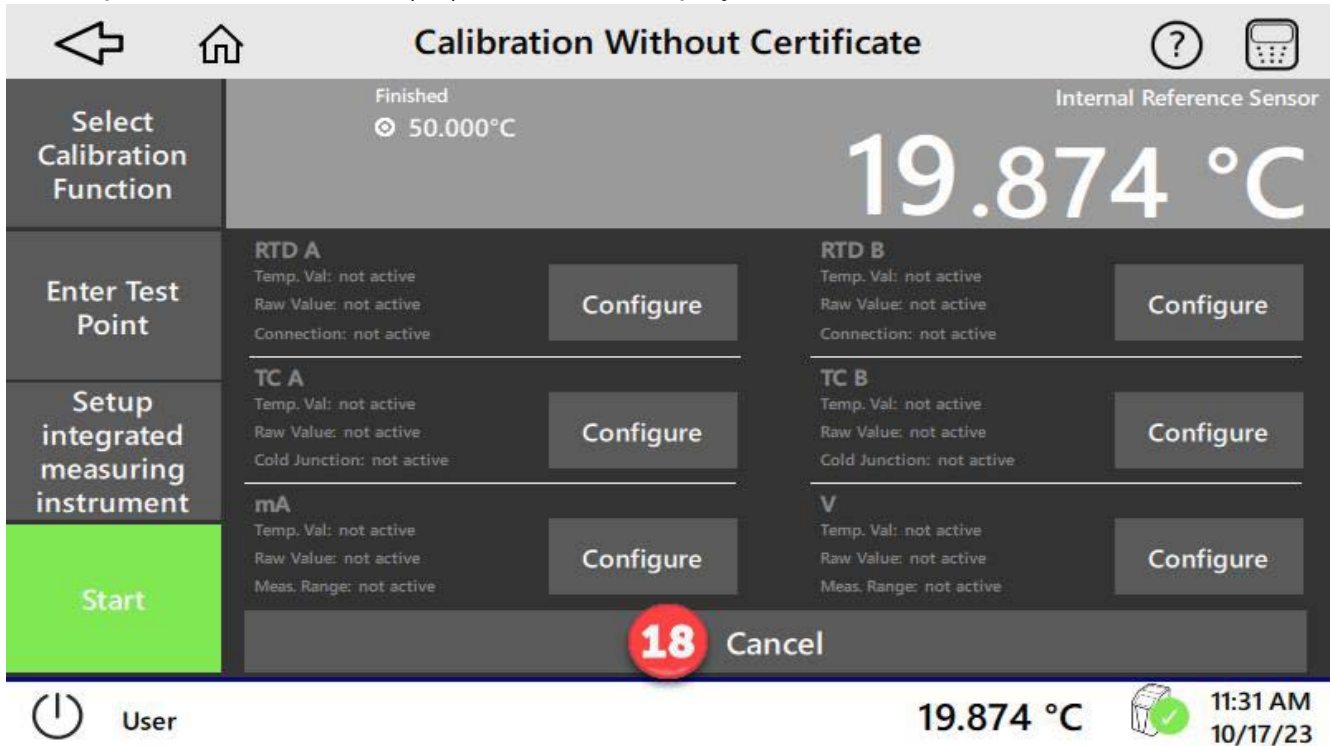 Calibration Without Certificate
?
Select
Calibration
Function
Finished
50.000°C
Internal Reference Sensor
19.874 °C
Enter Test
Point
RTD A
Temp. Val: not active
Raw Value: not active
Connection: not active
Configure
RTD B
Temp. Val: not active
Raw Value: not active
Connection: not active
Configure
Setup
integrated
measuring
instrument
TC A
Temp. Val: not active
Raw Value: not active
Cold Junction: not active
Configure
TC B
Temp. Val: not active
Raw Value: not active
Cold Junction: not active
Configure
mA
Temp. Val: not active
Raw Value: not active
Meas. Range: not active
Configure
V
Temp. Val: not active
Raw Value: not active
Meas. Range: not active
Configure
Start
18 Cancel
User
19.874 °C
11:31 AM
10/17/23